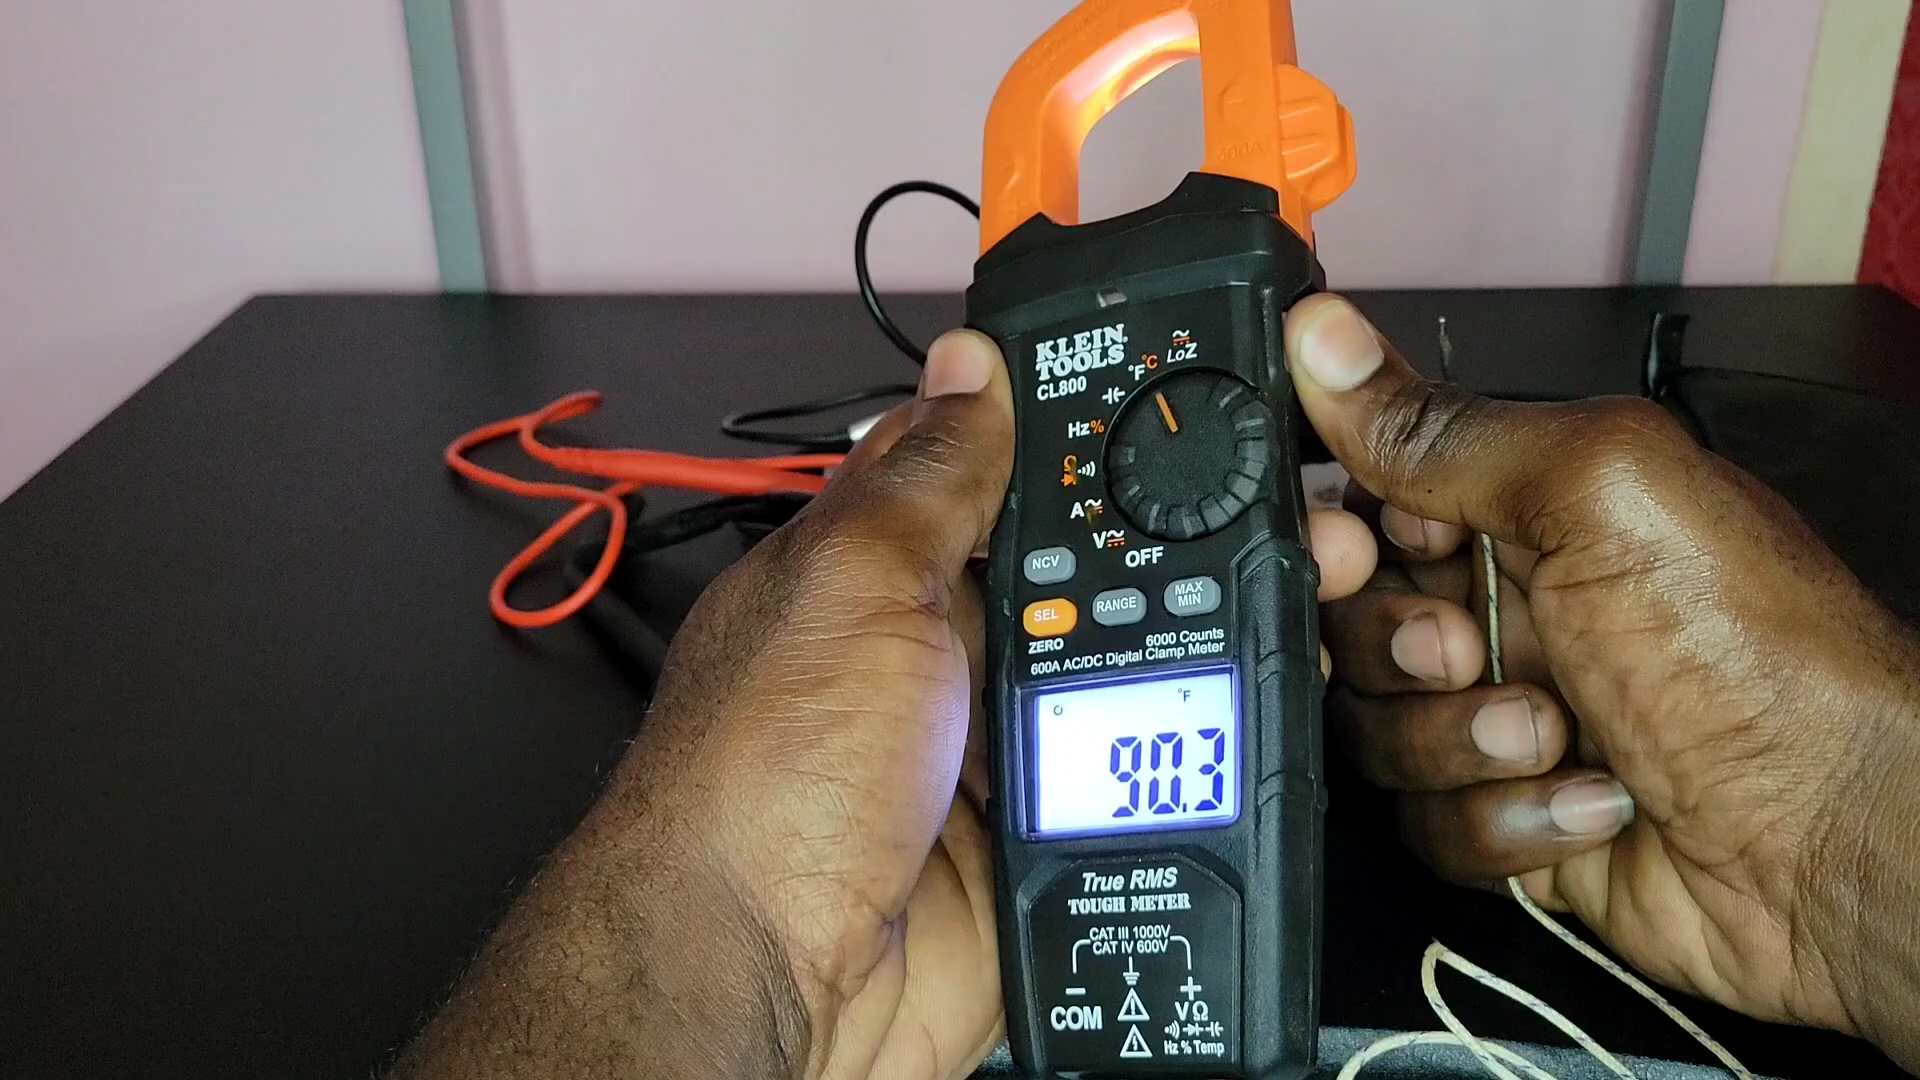 600A
KLEIN
TOOLS
CL800
LoZ
°F °C
Hz%
A
V
OFF
NCV
SEL
RANGE
MAX
MIN
ZERO
6000 Counts
600A AC/DC Digital Clamp Meter
°F
90.3
True RMS
TOUGH METER
CAT III 1000V
CAT IV 600V
− +
COM
VΩ
Hz % Temp